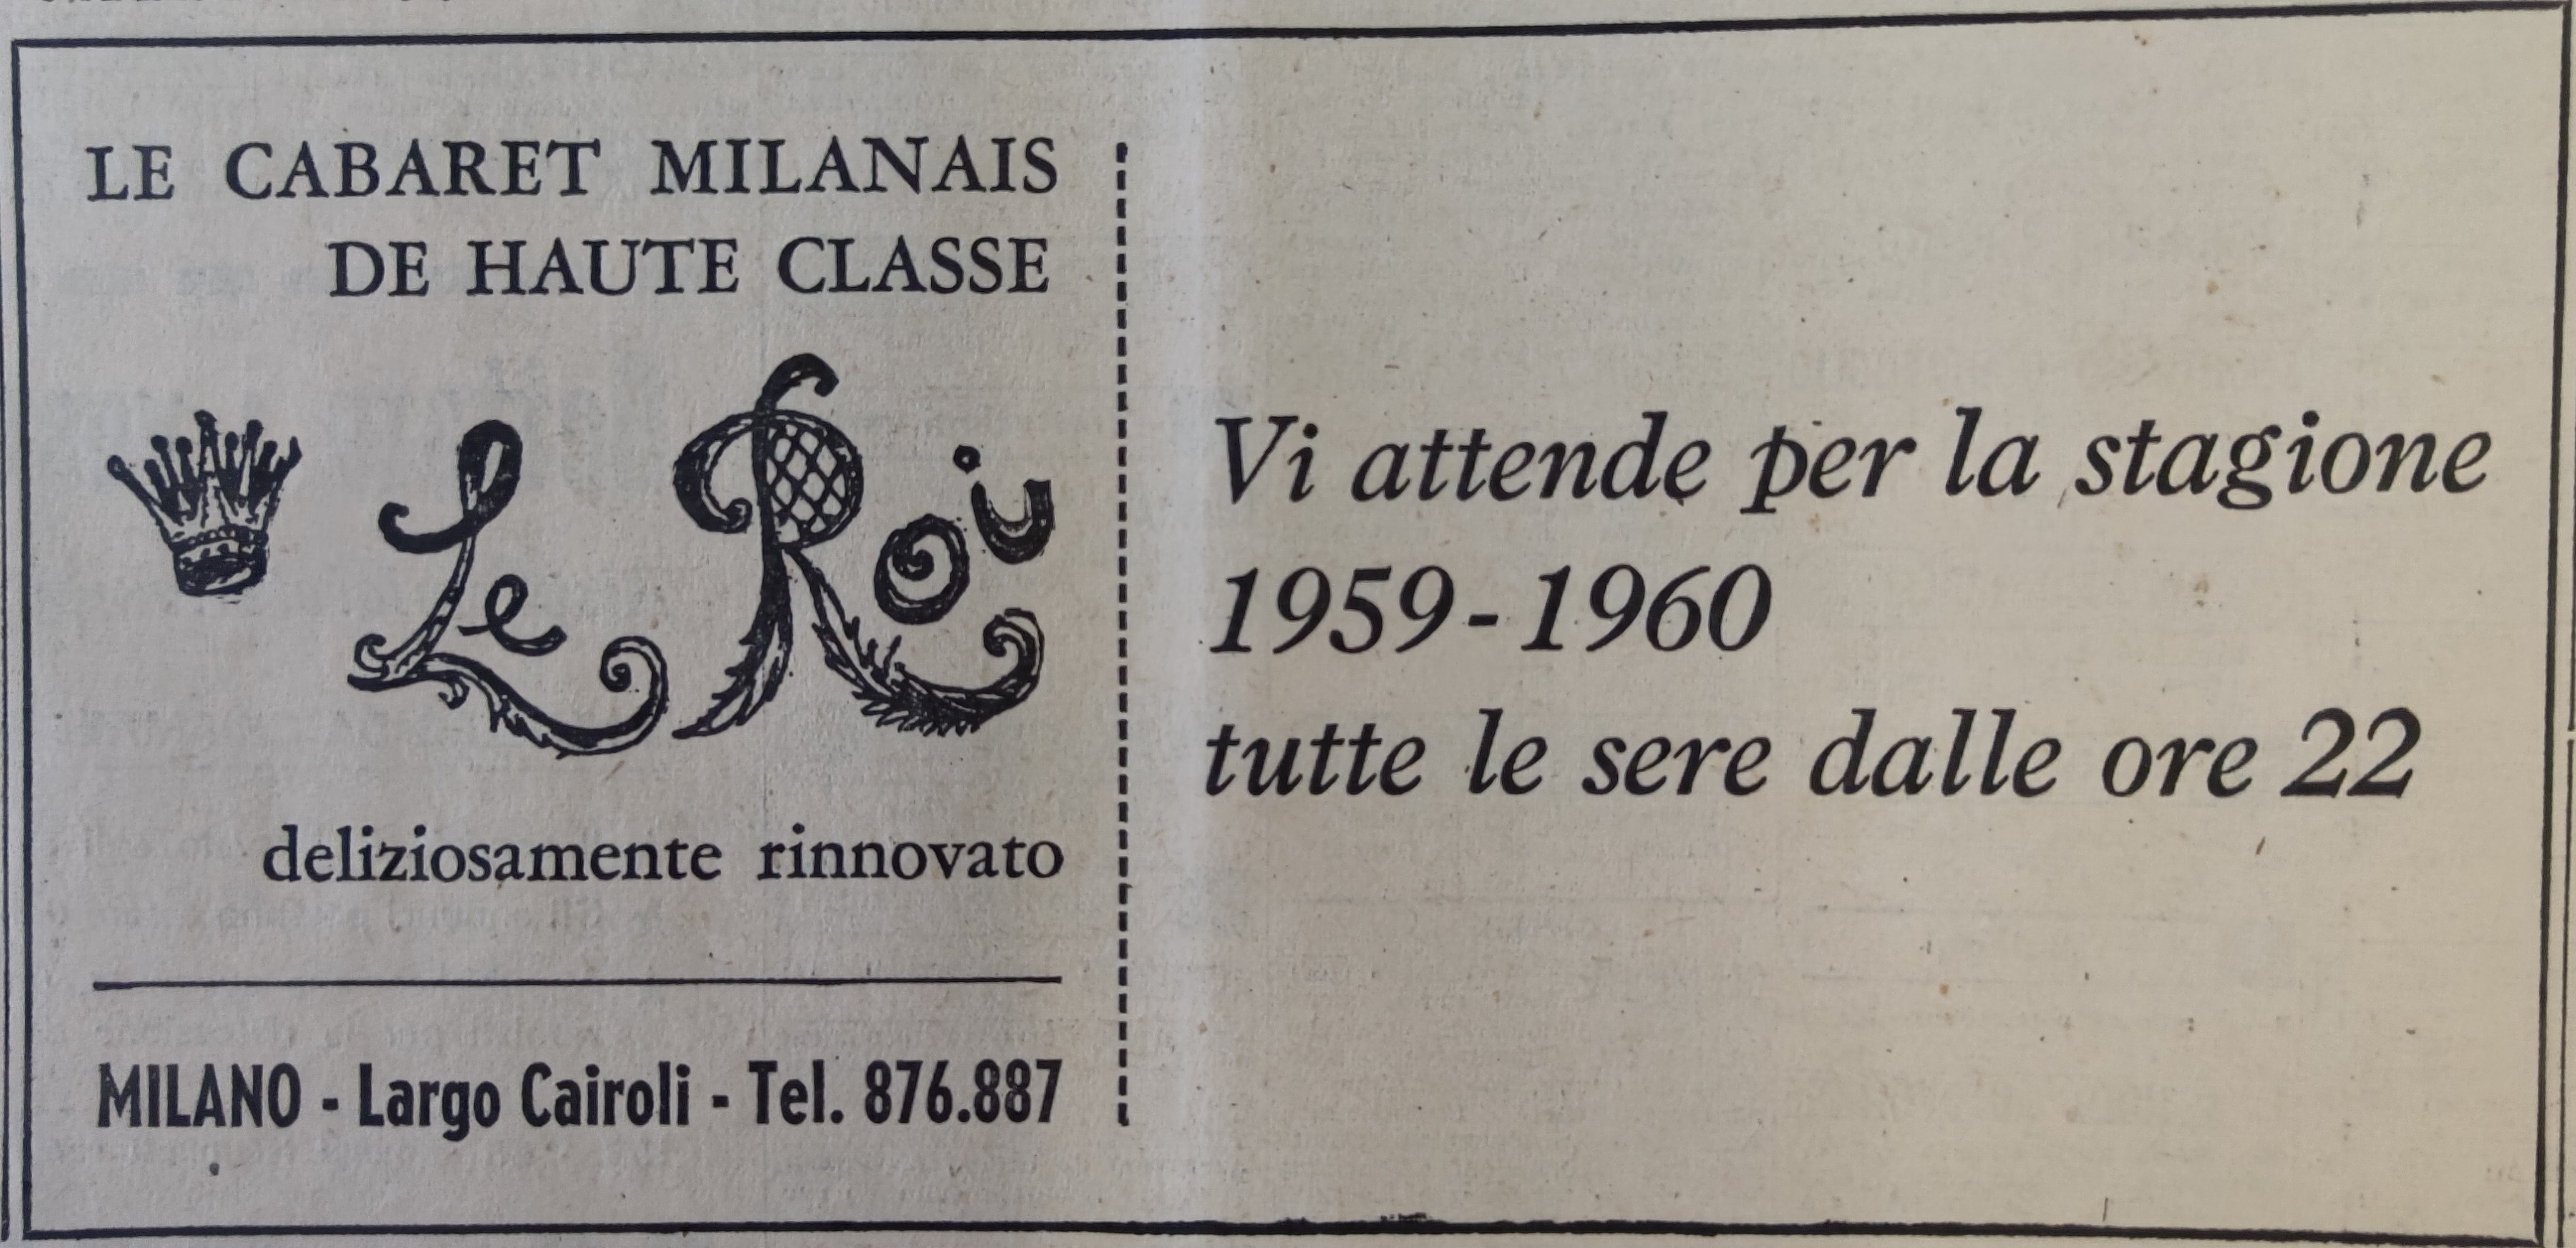 LE CABARET MILANAIS
DE HAUTE CLASSE
Le Roi
deliziosamente rinnovato
MILANO - Largo Cairoli - Tel. 876.887
Vi attende per la stagione
1959-1960
tutte le sere dalle ore 22